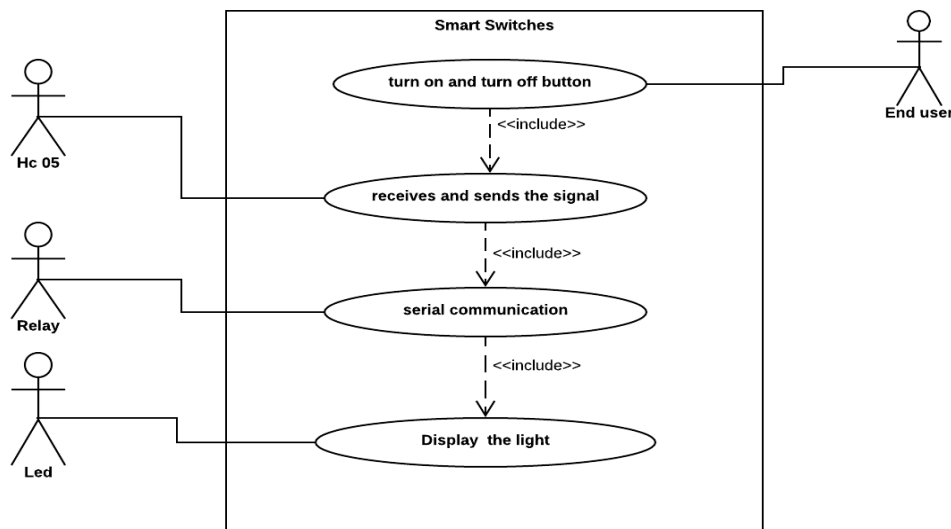 Smart Switches
turn on and turn off button
End user
<<include>>
Hc 05
receives and sends the signal
<<include>>
Relay
serial communication
<<include>>
Display the light
Led